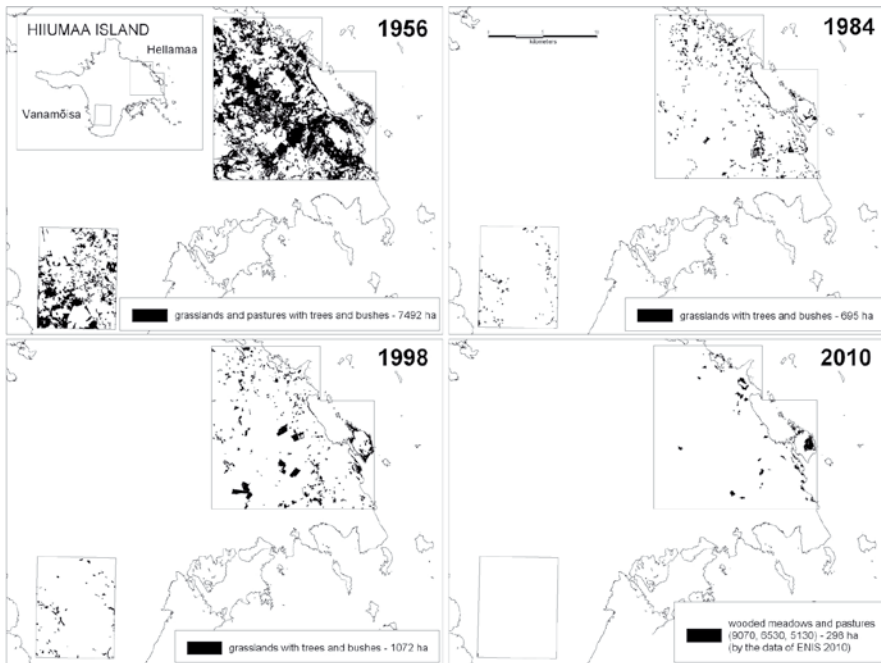 HIIUMAA ISLAND
Hellamaa
Vanamõisa
1956
grasslands and pastures with trees and bushes - 7492 ha
1984
kilometers
grasslands with trees and bushes - 695 ha
1998
grasslands with trees and bushes - 1072 ha
2010
wooded meadows and pastures
(9070, 6530, 5130) - 298 ha
(by the data of ENIS 2010)